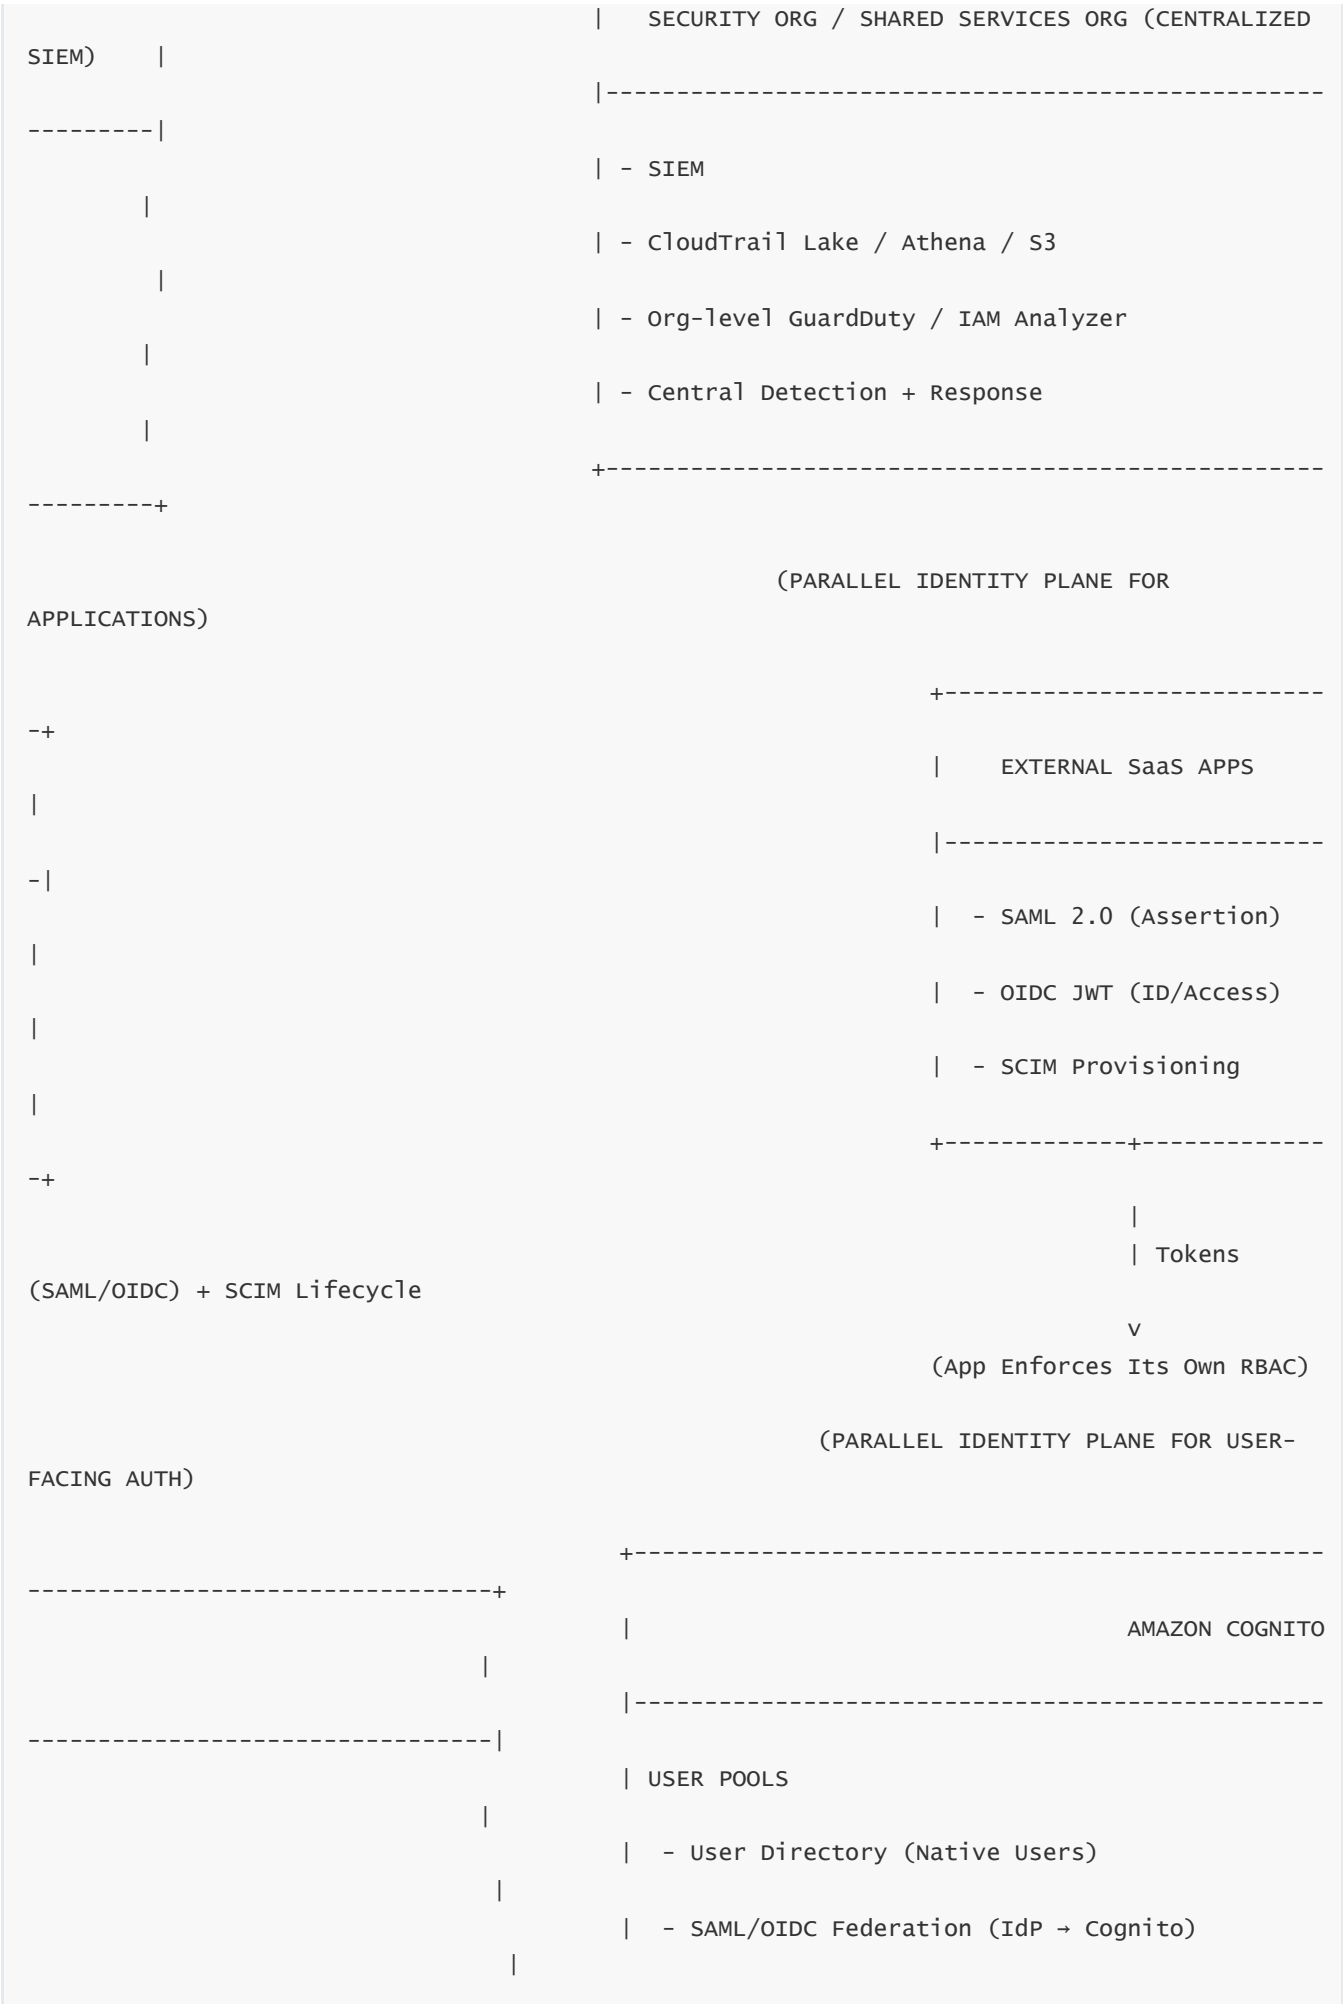 |   SECURITY ORG / SHARED SERVICES ORG (CENTRALIZED
SIEM)    |
|---------------------------------------------------
---------|
| - SIEM
|
| - CloudTrail Lake / Athena / S3
|
| - Org-level GuardDuty / IAM Analyzer
|
| - Central Detection + Response
|
+---------------------------------------------------
---------+
(PARALLEL IDENTITY PLANE FOR
APPLICATIONS)
+---------------------------
-+
|    EXTERNAL SaaS APPS
|
|---------------------------
-|
|  - SAML 2.0 (Assertion)
|
|  - OIDC JWT (ID/Access)
|
|  - SCIM Provisioning
|
+-------------+-------------
-+
|
| Tokens
(SAML/OIDC) + SCIM Lifecycle
v
(App Enforces Its Own RBAC)
(PARALLEL IDENTITY PLANE FOR USER-
FACING AUTH)
+-------------------------------------------------
---------------------------------+
|                                   AMAZON COGNITO
|
|-------------------------------------------------
---------------------------------|
| USER POOLS
|
|  - User Directory (Native Users)
|
|  - SAML/OIDC Federation (IdP → Cognito)
|